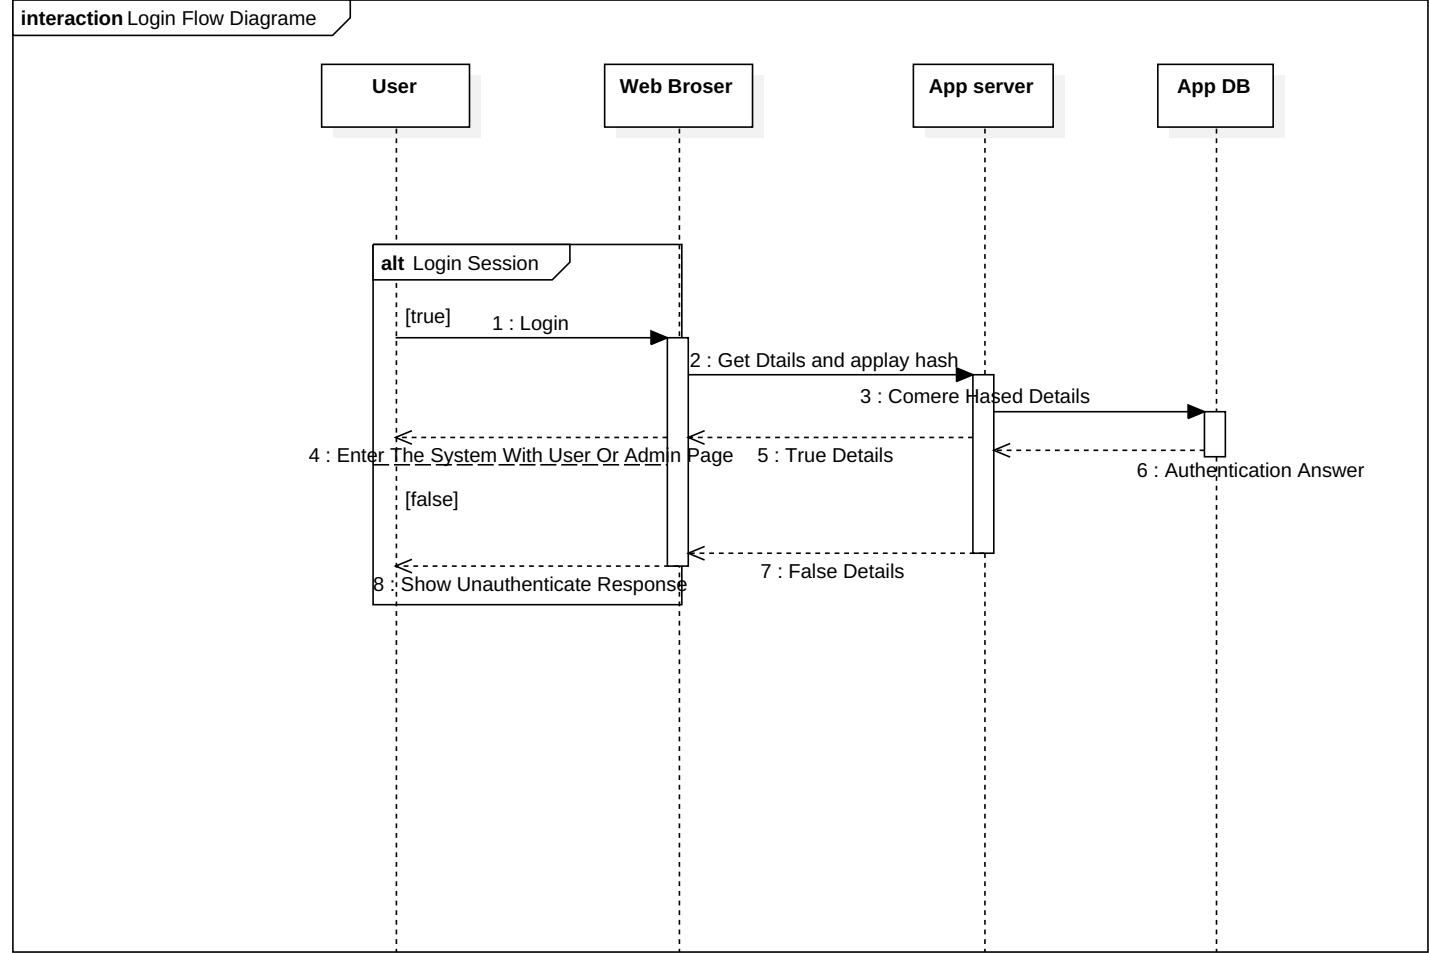 interaction Login Flow Diagrame
User
Web Broser
App server
App DB
alt Login Session
[true]
1 : Login
2 : Get Dtails and applay hash
3 : Comere Hased Details
4 : Enter The System With User Or Admin Page
5 : True Details
6 : Authentication Answer
[false]
7 : False Details
8 : Show Unauthenticate Response